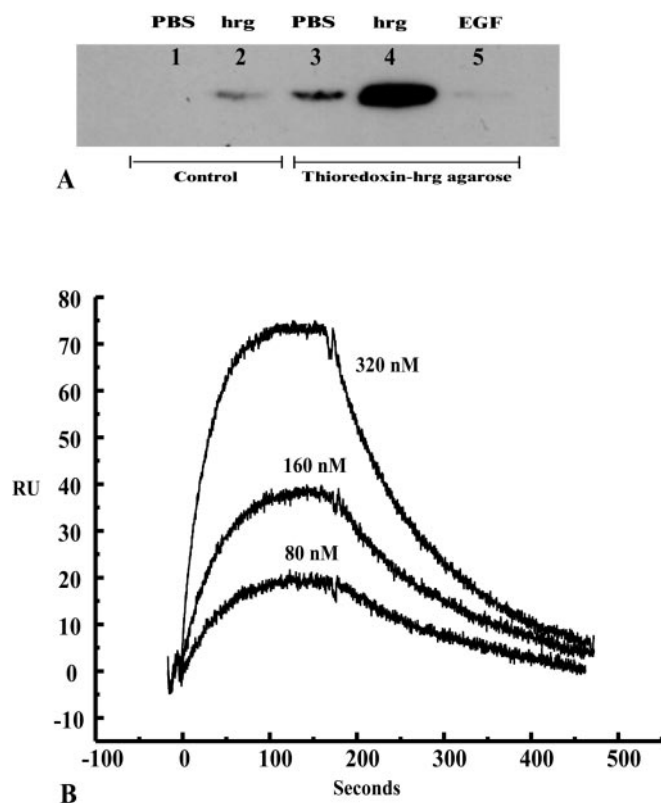 PBS hrg PBS hrg EGF
1 2 3 4 5
A
Control Thioredoxin-hrg agarose
80
70
60
50
40
30
20
10
0
-10
RU
320 nM
160 nM
80 nM
-100 0 100 200 300 400 500
Seconds
B